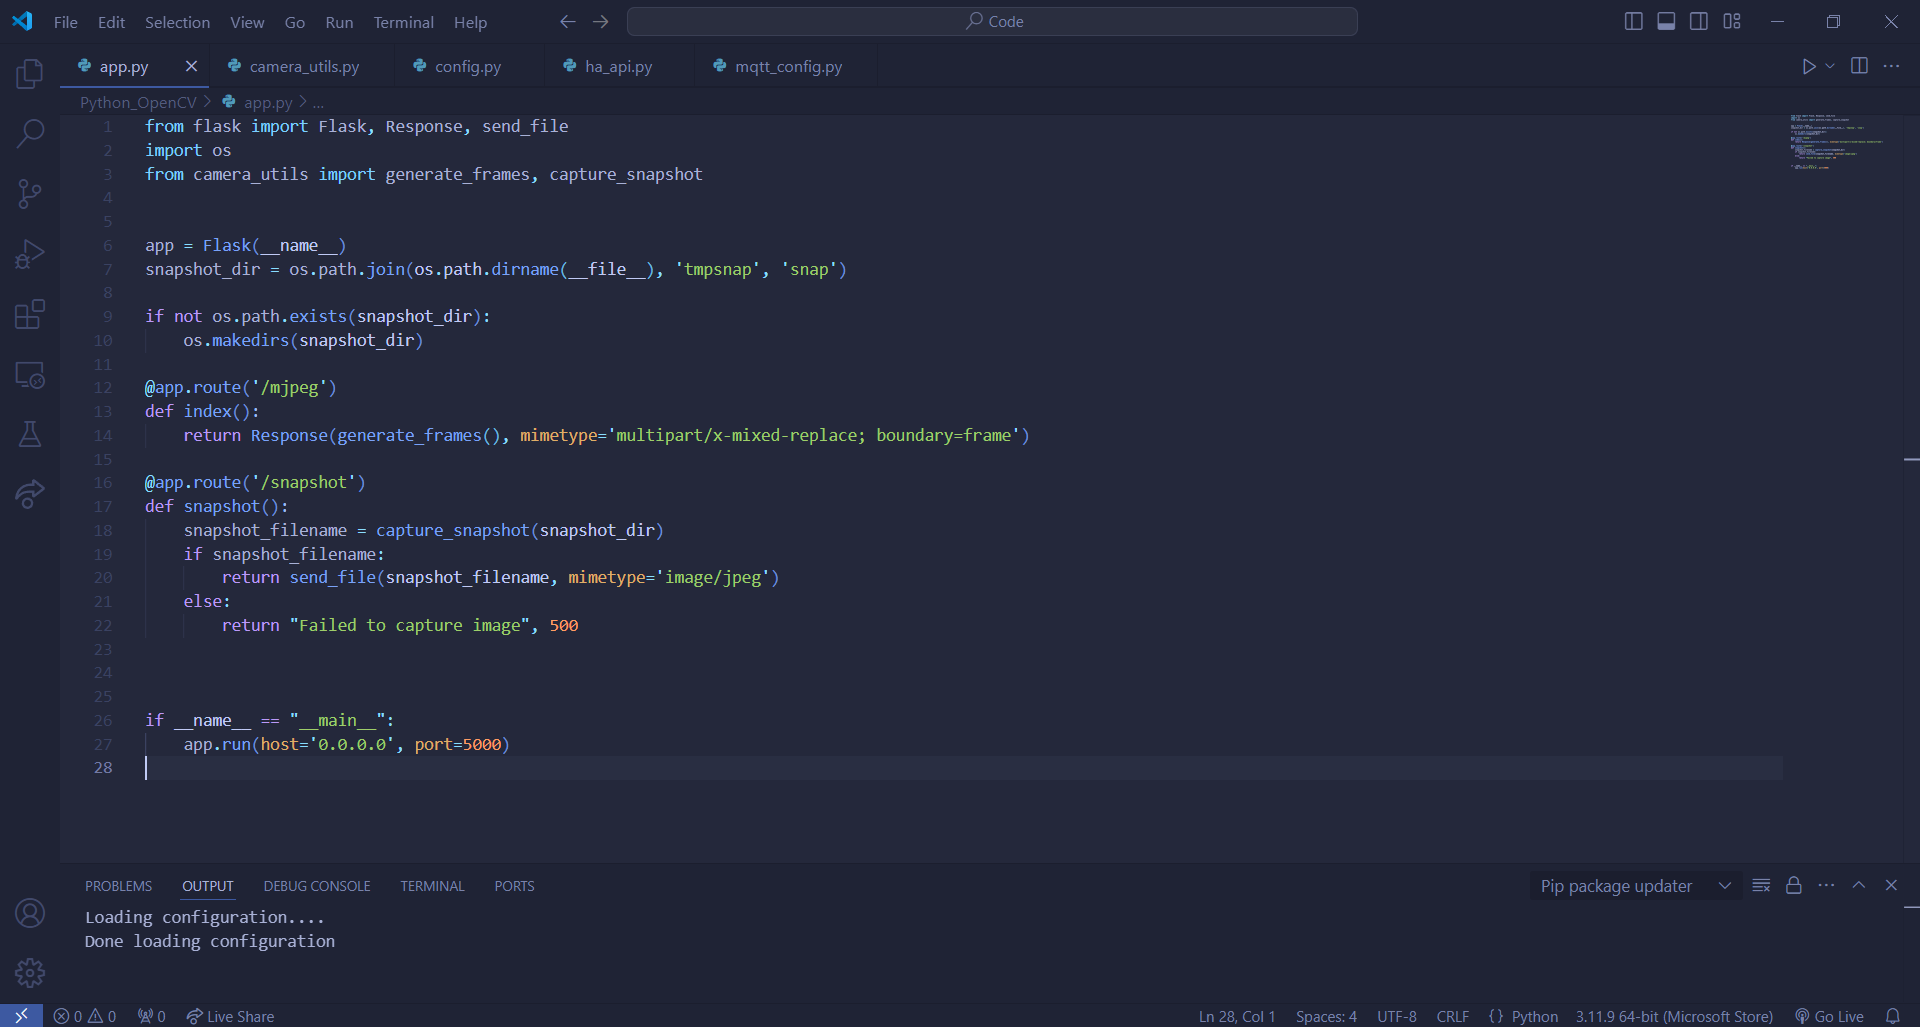 File Edit Selection View Go Run Terminal Help
Code
app.py
camera_utils.py
config.py
ha_api.py
mqtt_config.py
Python_OpenCV > app.py > ...
1 from flask import Flask, Response, send_file
2 import os
3 from camera_utils import generate_frames, capture_snapshot
4
5
6 app = Flask(__name__)
7 snapshot_dir = os.path.join(os.path.dirname(__file__), 'tmpsnap', 'snap')
8
9 if not os.path.exists(snapshot_dir):
10     os.makedirs(snapshot_dir)
11
12 @app.route('/mjpeg')
13 def index():
14     return Response(generate_frames(), mimetype='multipart/x-mixed-replace; boundary=frame')
15
16 @app.route('/snapshot')
17 def snapshot():
18     snapshot_filename = capture_snapshot(snapshot_dir)
19     if snapshot_filename:
20         return send_file(snapshot_filename, mimetype='image/jpeg')
21     else:
22         return "Failed to capture image", 500
23
24
25
26 if __name__ == "__main__":
27     app.run(host='0.0.0.0', port=5000)
28
PROBLEMS OUTPUT DEBUG CONSOLE TERMINAL PORTS
Pip package updater
Loading configuration....
Done loading configuration
0 0 0 Live Share
Ln 28, Col 1 Spaces: 4 UTF-8 CRLF {} Python 3.11.9 64-bit (Microsoft Store) Go Live